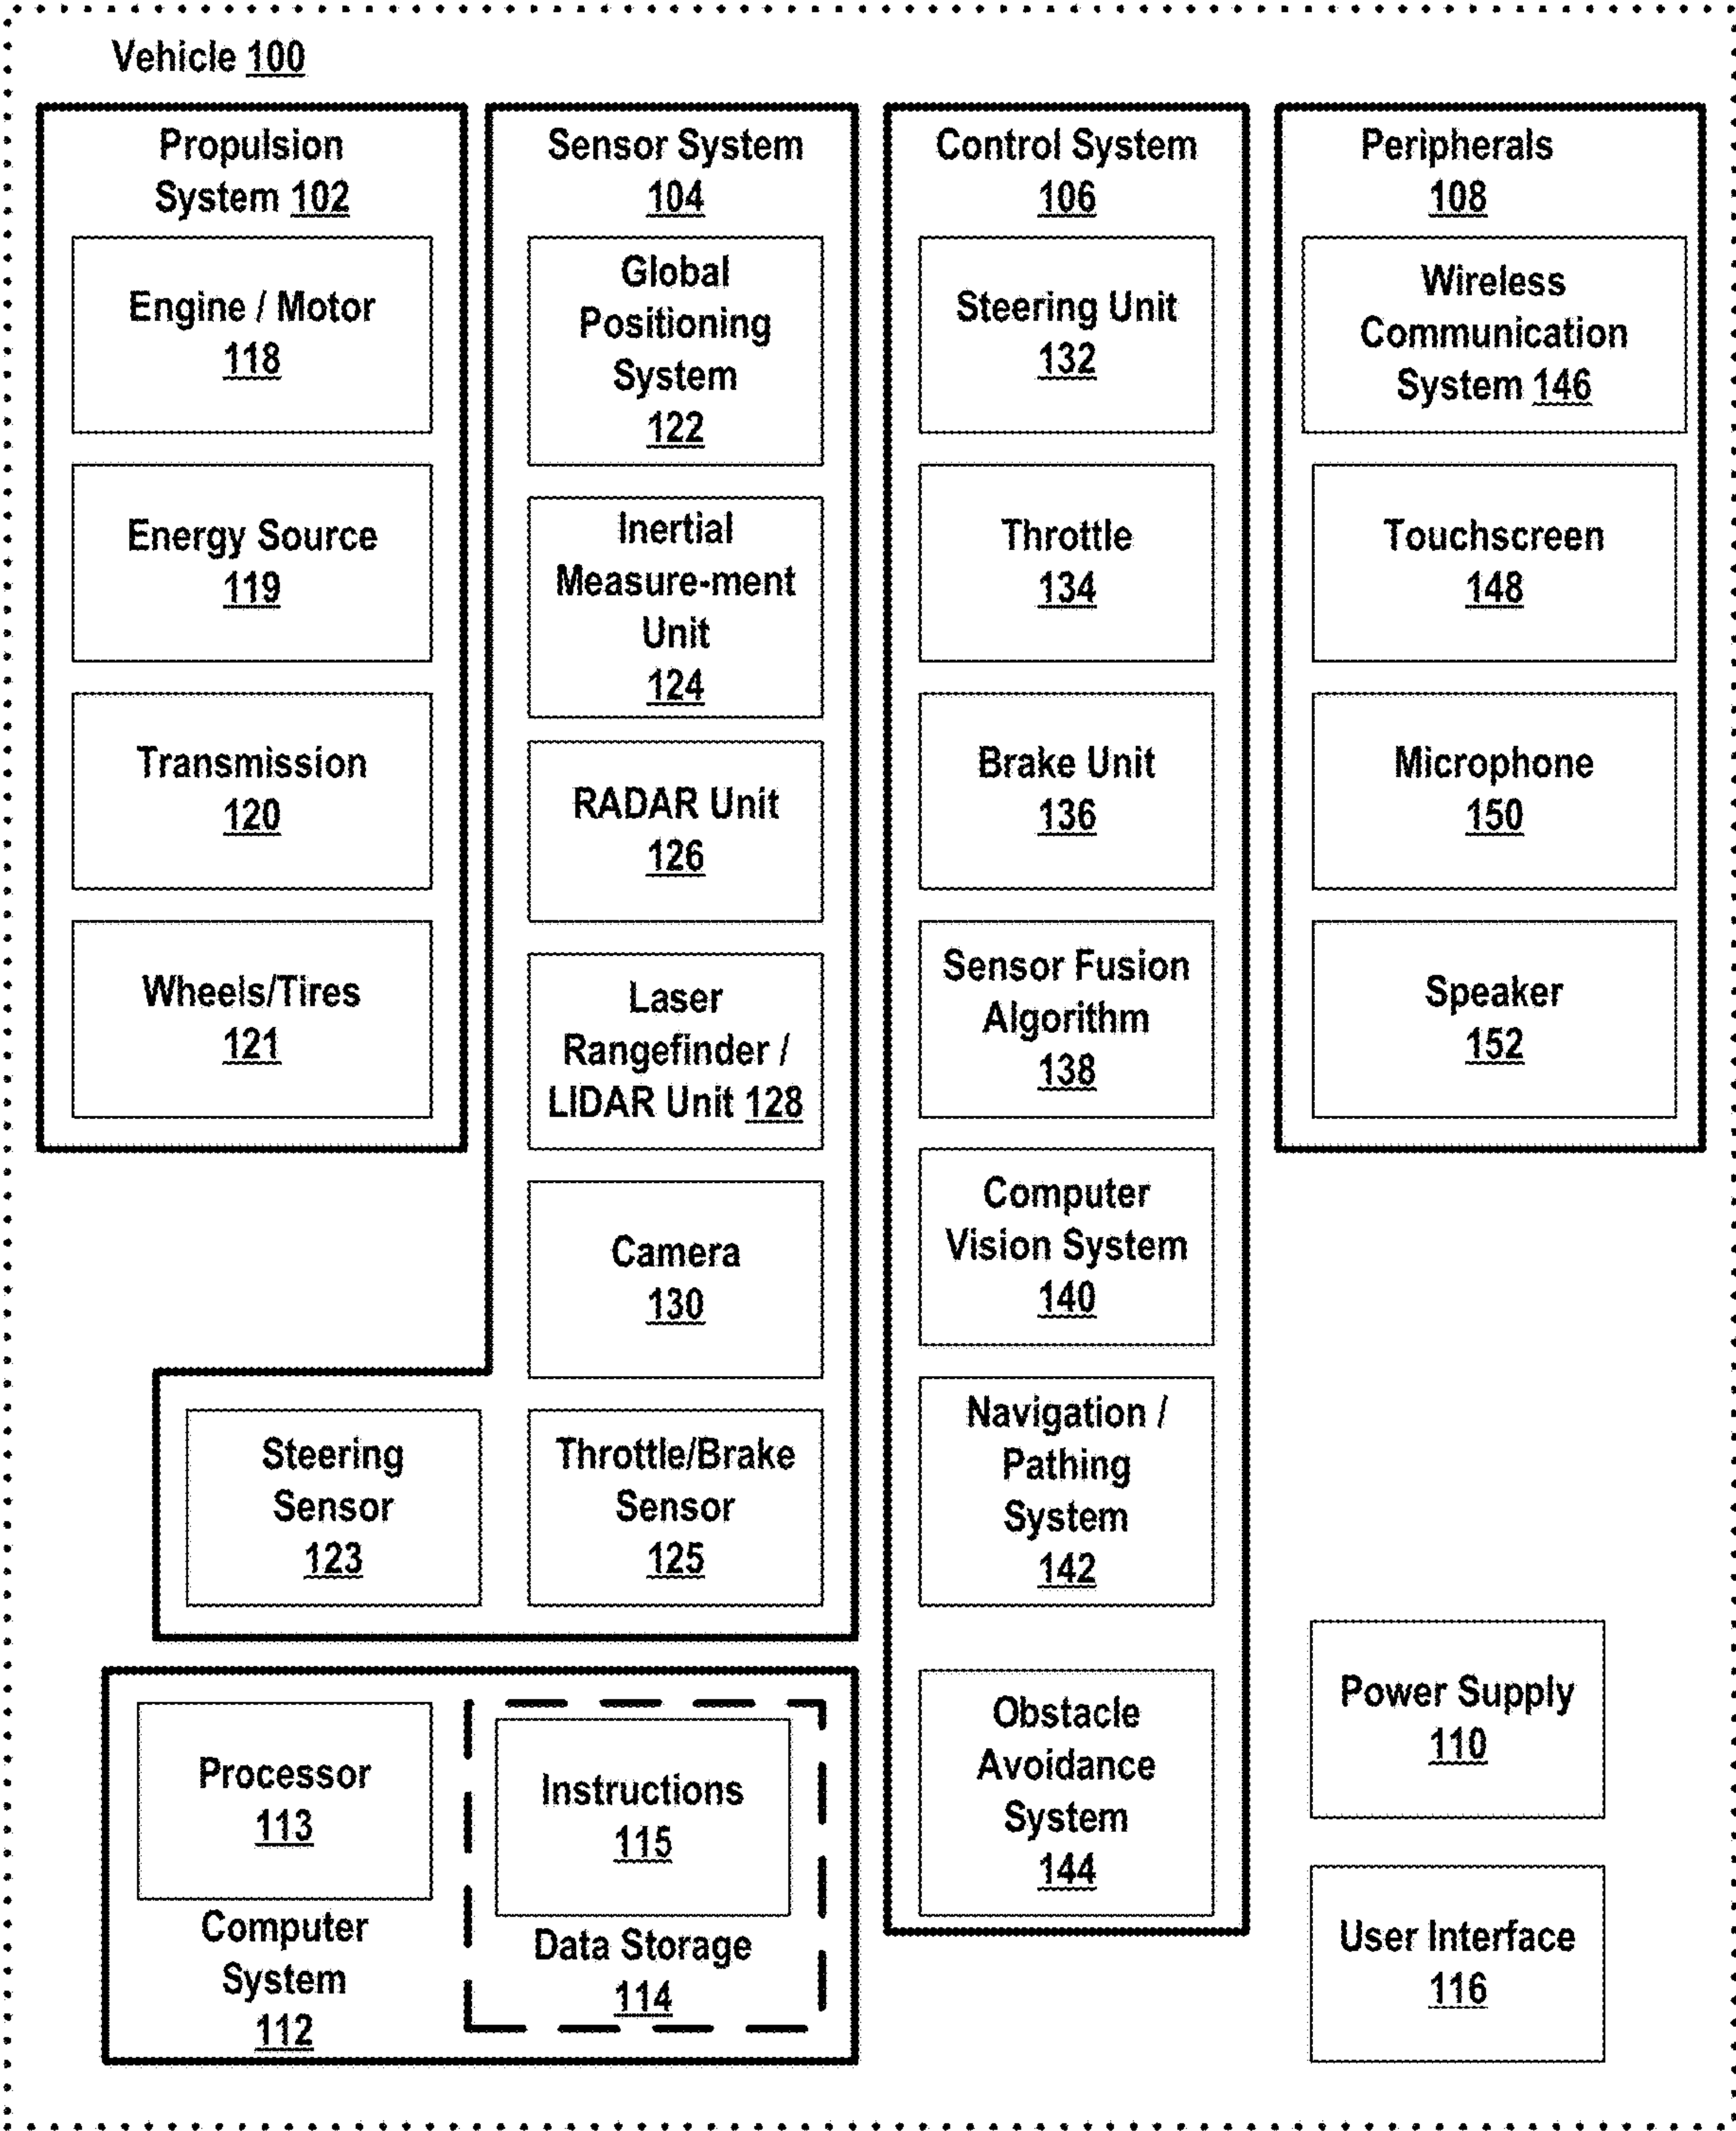 Vehicle 100
Propulsion
System 102
Engine / Motor
118
Energy Source
119
Transmission
120
Wheels/Tires
121
Sensor System
104
Global
Positioning
System
122
Inertial
Measure-ment
Unit
124
RADAR Unit
126
Laser
Rangefinder /
LIDAR Unit 128
Camera
130
Steering
Sensor
123
Throttle/Brake
Sensor
125
Control System
106
Steering Unit
132
Throttle
134
Brake Unit
136
Sensor Fusion
Algorithm
138
Computer
Vision System
140
Navigation /
Pathing
System
142
Obstacle
Avoidance
System
144
Peripherals
108
Wireless
Communication
System 146
Touchscreen
148
Microphone
150
Speaker
152
Processor
113
Computer
System
112
Instructions
115
Data Storage
114
Power Supply
110
User Interface
116